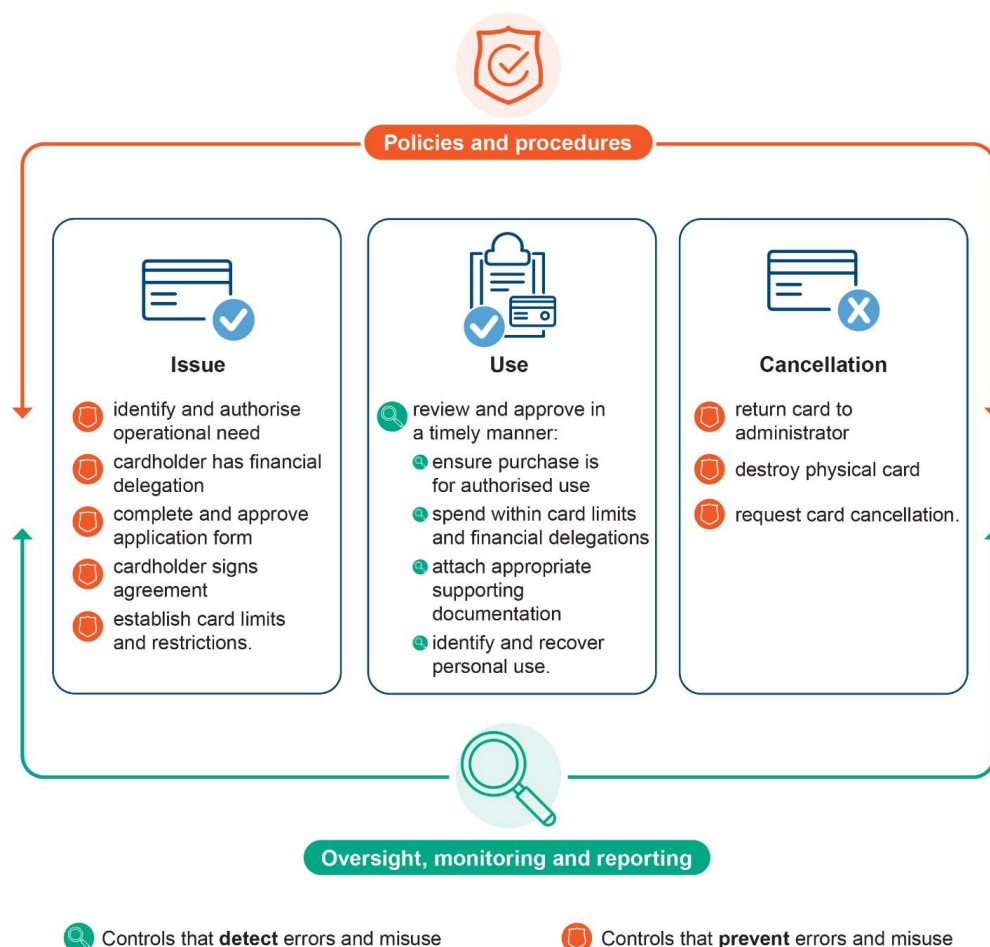 Policies and procedures
Issue
identify and authorise
operational need
cardholder has financial
delegation
complete and approve
application form
cardholder signs
agreement
establish card limits
and restrictions.
Use
review and approve in
a timely manner:
ensure purchase is
for authorised use
spend within card limits
and financial delegations
attach appropriate
supporting
documentation
identify and recover
personal use.
Cancellation
return card to
administrator
destroy physical card
request card cancellation.
Oversight, monitoring and reporting
Controls that detect errors and misuse
Controls that prevent errors and misuse